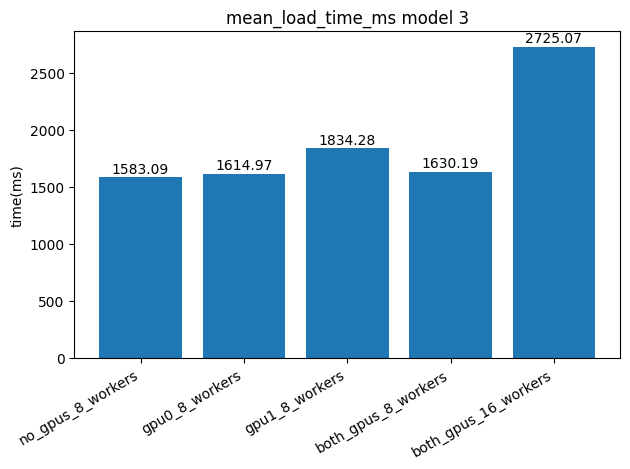 mean_load_time_ms model 3
time(ms)
2500
2000
1500
1000
500
0
1583.09
1614.97
1834.28
1630.19
2725.07
no_gpus_8_workers
gpu0_8_workers
gpu1_8_workers
both_gpus_8_workers
both_gpus_16_workers